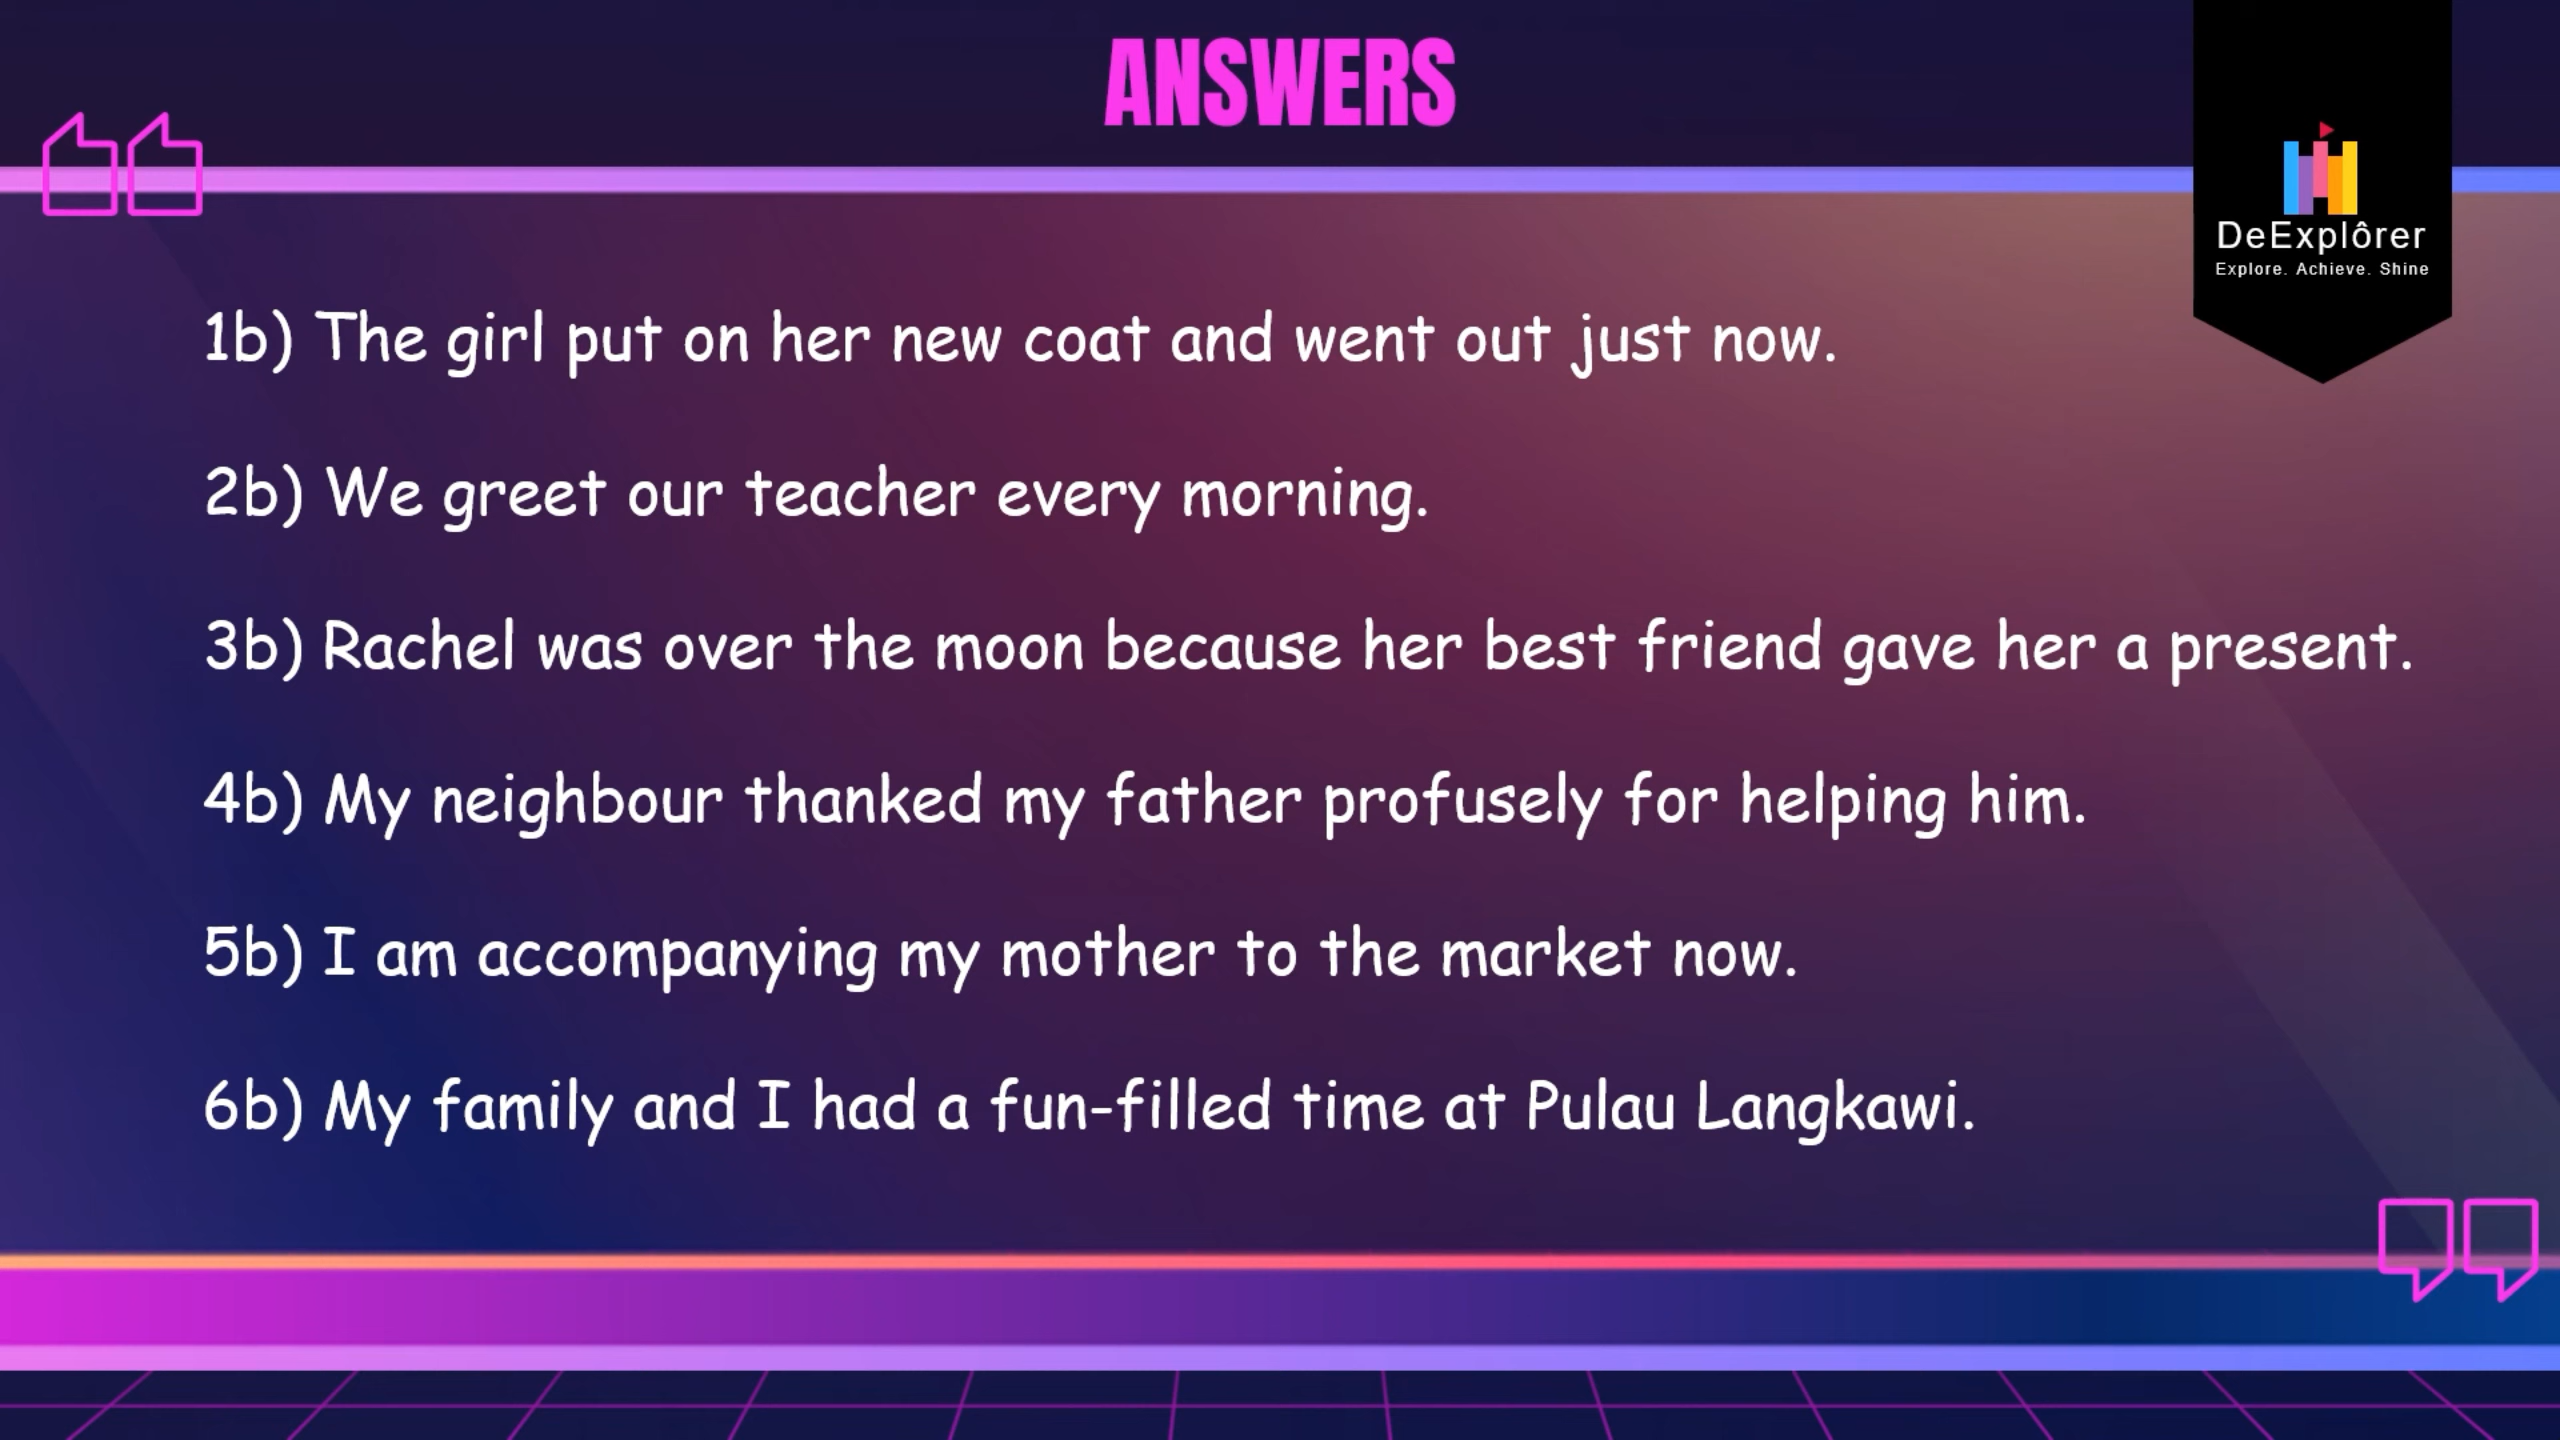 ANSWERS
DeExplôrer
Explore. Achieve. Shine
1b) The girl put on her new coat and went out just now.
2b) We greet our teacher every morning.
3b) Rachel was over the moon because her best friend gave her a present.
4b) My neighbour thanked my father profusely for helping him.
5b) I am accompanying my mother to the market now.
6b) My family and I had a fun-filled time at Pulau Langkawi.